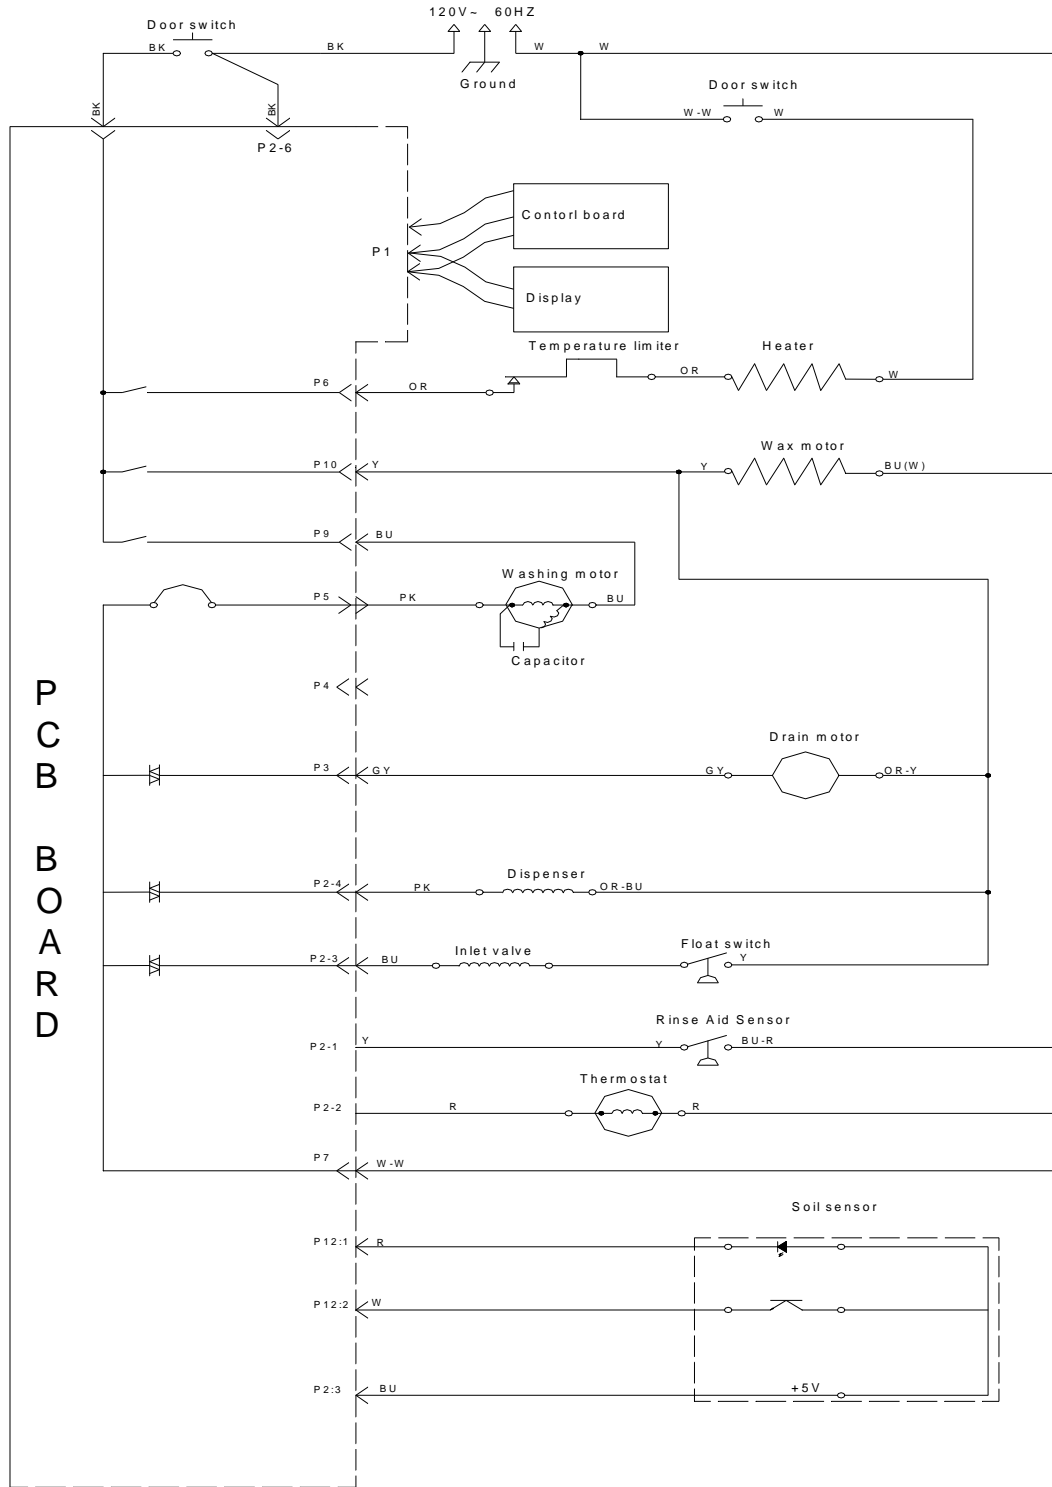 120V~ 60HZ
Door switch
BK
BK
W
W
Ground
Door switch
BK
BK
W-W
W
P2-6
Contorl board
P1
Display
Temperature limiter
Heater
P6
OR
OR
W
Wax motor
P10
Y
Y
BU(W)
P9
BU
Washing motor
P5
PK
BU
Capacitor
P4
Drain motor
P3
GY
GY
OR-Y
Dispenser
P2-4
PK
OR-BU
Inlet valve
Float switch
P2-3
BU
Y
Rinse Aid Sensor
P2-1
Y
Y
BU-R
Thermostat
P2-2
R
R
P7
W-W
Soil sensor
P12:1
R
P12:2
W
P2:3
BU
+5V
PCB BOARD